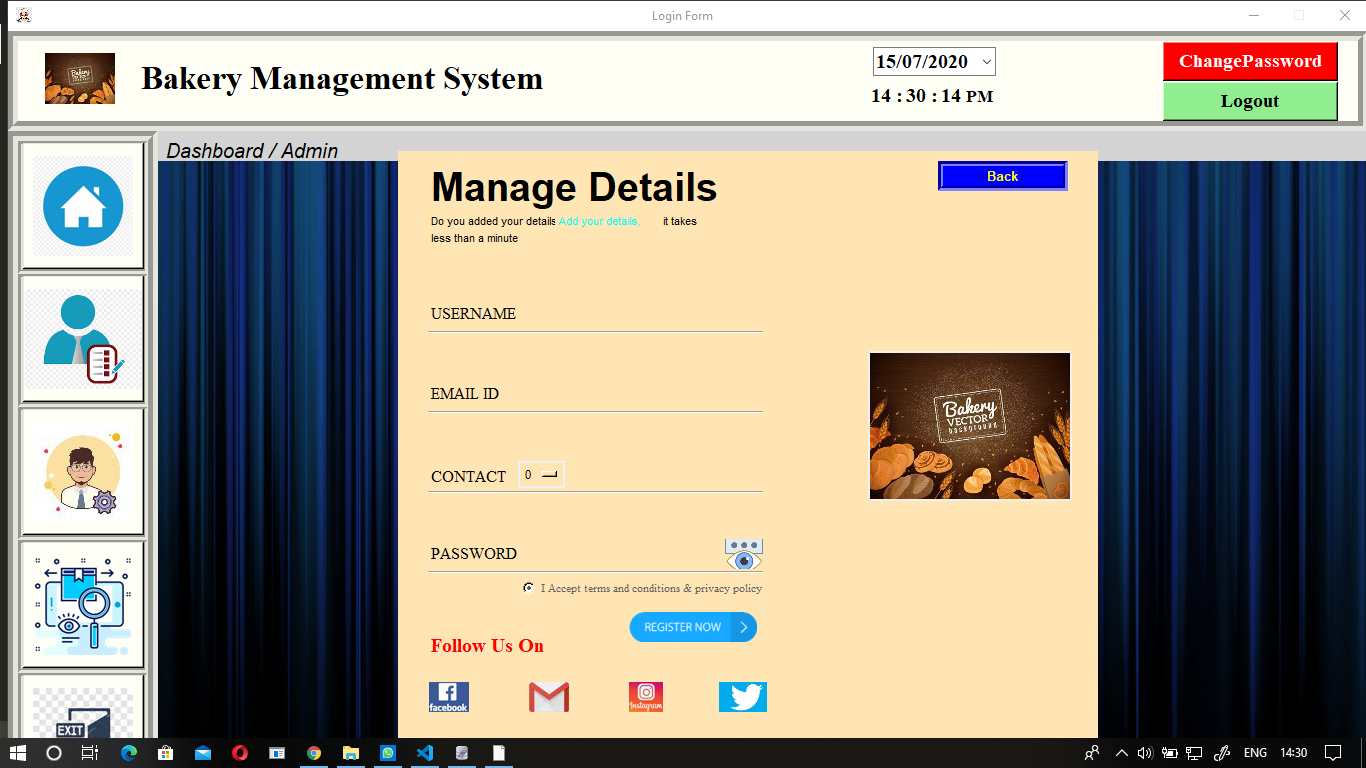 Login Form
Bakery Management System
15/07/2020
14 : 30 : 14 PM
ChangePassword
Logout
Dashboard / Admin
Manage Details
Back
Do you added your details Add your details, it takes
less than a minute
USERNAME
EMAIL ID
Bakery
VECTOR
background
CONTACT 0
PASSWORD
I Accept terms and conditions & privacy policy
REGISTER NOW
Follow Us On
facebook
Instagram
EXIT
ENG 14:30